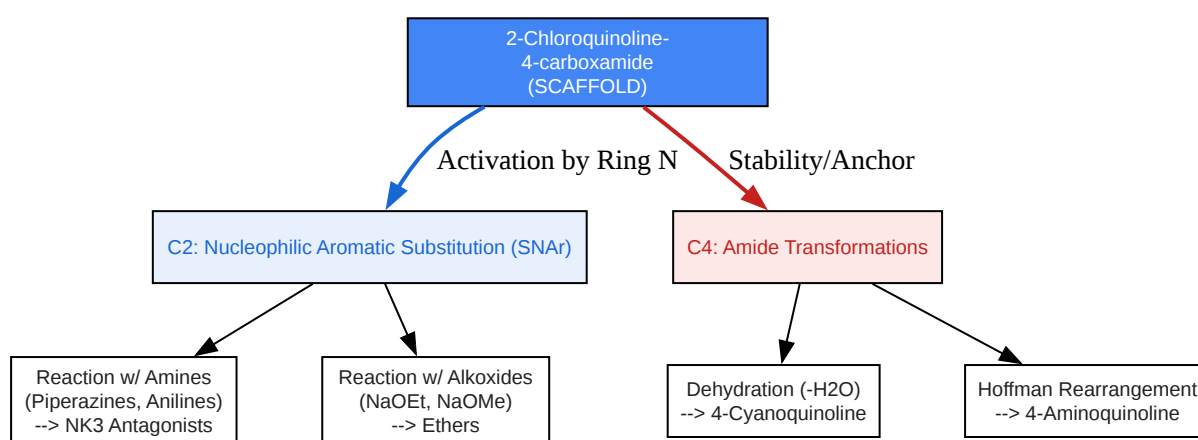 2-Chloroquinoline-
4-carboxamide
(SCAFFOLD)
Activation by Ring N
Stability/Anchor
C2: Nucleophilic Aromatic Substitution (SNAr)
C4: Amide Transformations
Reaction w/ Amines
(Piperazines, Anilines)
--> NK3 Antagonists
Reaction w/ Alkoxides
(NaOEt, NaOMe)
--> Ethers
Dehydration (-H2O)
--> 4-Cyanoquinoline
Hoffman Rearrangement
--> 4-Aminoquinoline